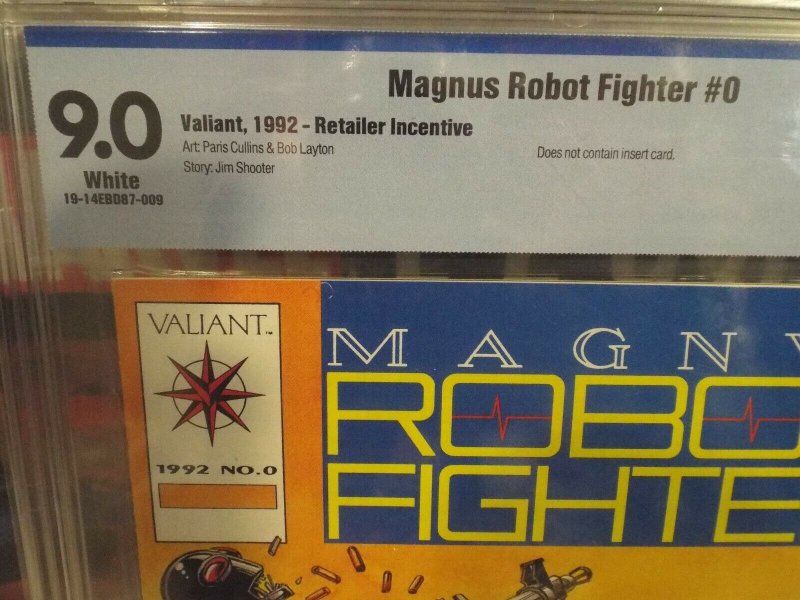 Magnus Robot Fighter #0
9.0
White
19-14EBD87-009
Valiant, 1992 - Retailer Incentive
Art: Paris Cullins & Bob Layton
Story: Jim Shooter
Does not contain insert card.
VALIANT™
1992 NO.0
MAGN
ROBO
FIGHTE